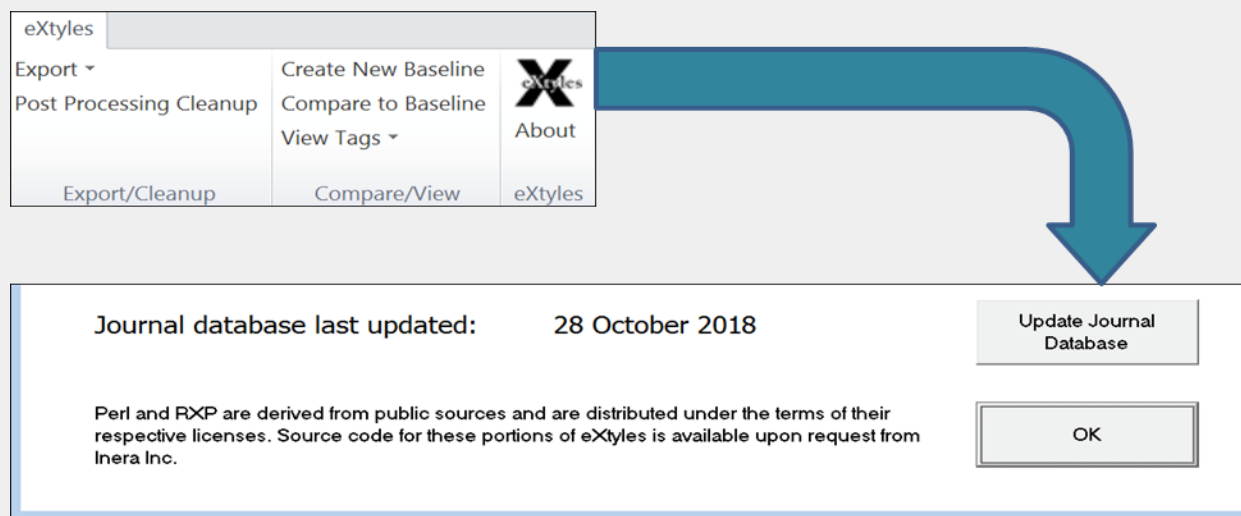 eXtyles
Export
Post Processing Cleanup
Export/Cleanup
Create New Baseline
Compare to Baseline
View Tags
Compare/View
eXtyles
About
eXtyles
Journal database last updated: 28 October 2018
Update Journal
Database
Perl and RXP are derived from public sources and are distributed under the terms of their
respective licenses. Source code for these portions of eXtyles is available upon request from
Inera Inc.
OK